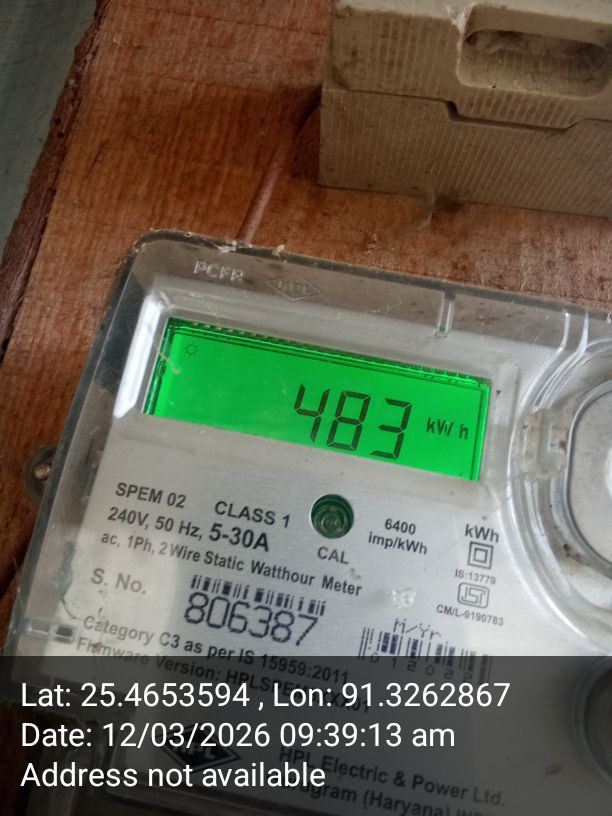 PCFR
483 kWh
SPEM 02 CLASS 1
240V, 50 Hz, 5-30A
ac, 1Ph, 2 Wire Static Watthour Meter
CAL
6400
imp/kWh
kWh
IS:13779
CM/L-9190783
S. No.
806387
M/Yr.
Category C3 as per IS 15959:2011
Firmware Version:
Lat: 25.4653594 , Lon: 91.3262867
Date: 12/03/2026 09:39:13 am
Address not available
HPL Electric & Power Ltd.
(Haryana)